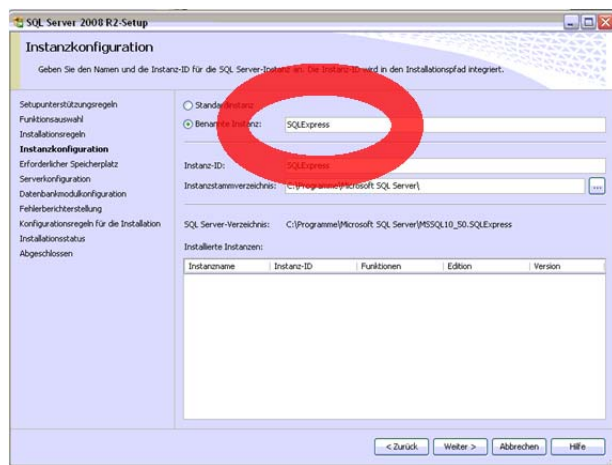 SQL Server 2008 R2-Setup
Instanzkonfiguration
Geben Sie den Namen und die Instanz-ID für die SQL Server-Instanz an. Die Instanz-ID wird in den Installationspfad integriert.
Setupunterstützungsregeln
Funktionsauswahl
Installationsregeln
Instanzkonfiguration
Erforderlicher Speicherplatz
Serverkonfiguration
Datenbankmodulkonfiguration
Fehlerberichterstellung
Konfigurationsregeln für die Installation
Installationsstatus
Abgeschlossen
Standardinstanz
Benannte Instanz: SQLExpress
Instanz-ID: SQLExpress
Instanzstammverzeichnis: C:\Programme\Microsoft SQL Server\ ...
SQL Server-Verzeichnis: C:\Programme\Microsoft SQL Server\MSSQL10_50.SQLExpress
Installierte Instanzen:
Instanzname Instanz-ID Funktionen Edition Version
< Zurück Weiter > Abbrechen Hilfe